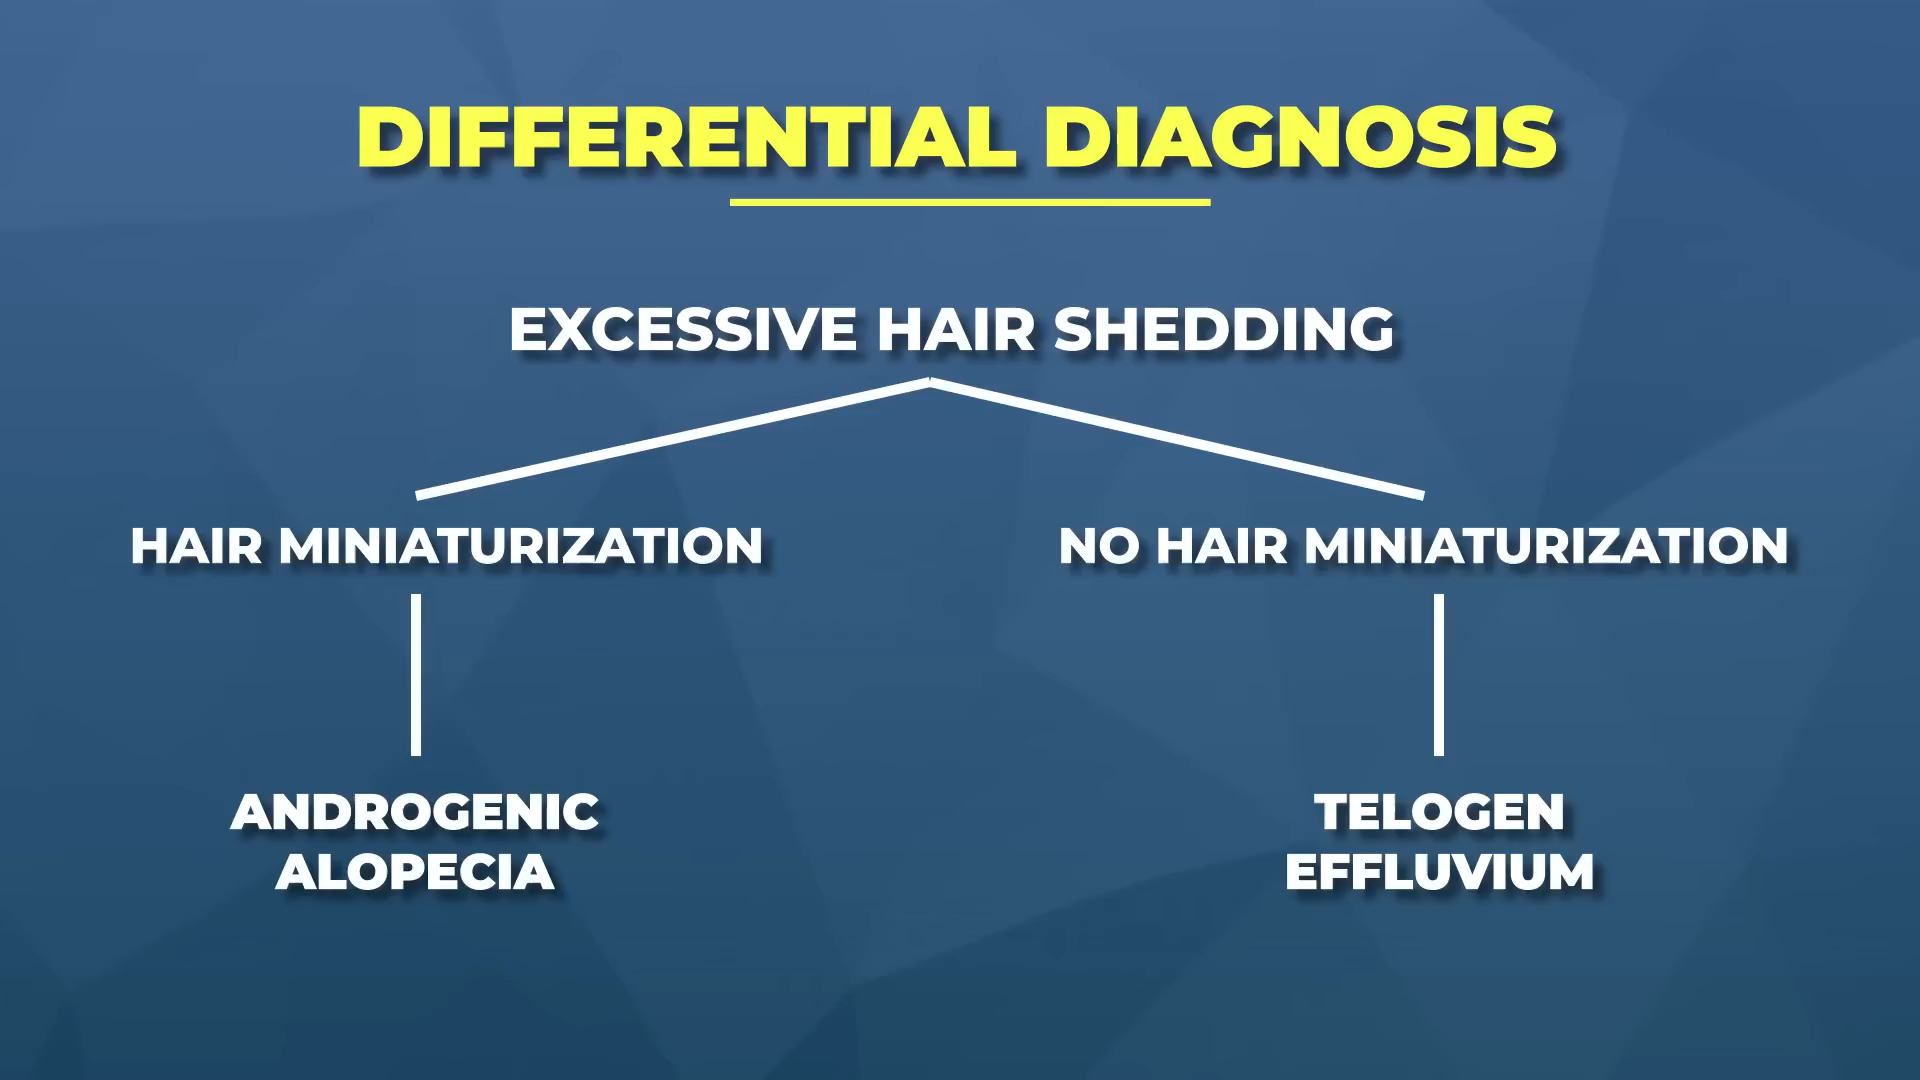 DIFFERENTIAL DIAGNOSIS
EXCESSIVE HAIR SHEDDING
HAIR MINIATURIZATION
NO HAIR MINIATURIZATION
ANDROGENIC
ALOPECIA
TELOGEN
EFFLUVIUM